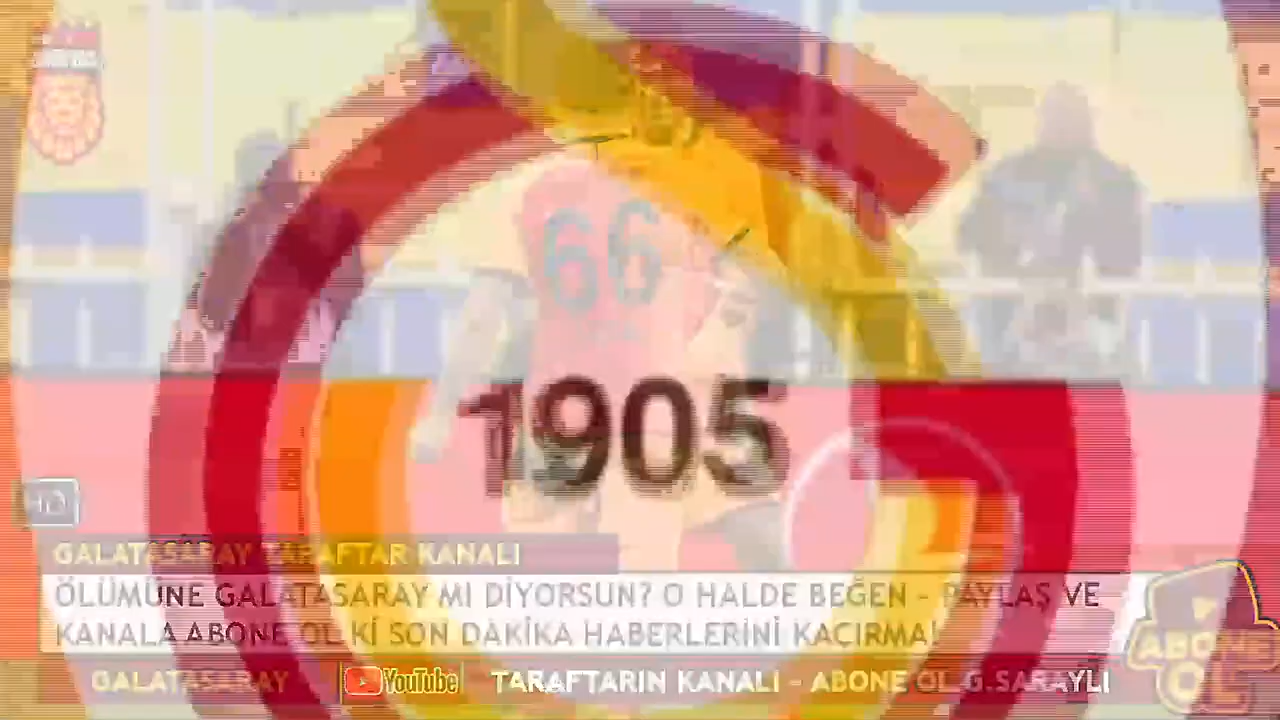 66
1905
HD
GALATASARAY TARAFTAR KANALI
ÖLÜMÜNE GALATASARAY MI DİYORSUN? O HALDE BEĞEN - PAYLAŞ VE
KANALA ABONE OL Kİ SON DAKİKA HABERLERİNİ KAÇIRMA!
GALATASARAY YouTube TARAFTARIN KANALI - ABONE OL G.SARAYLI
ABONE
OL